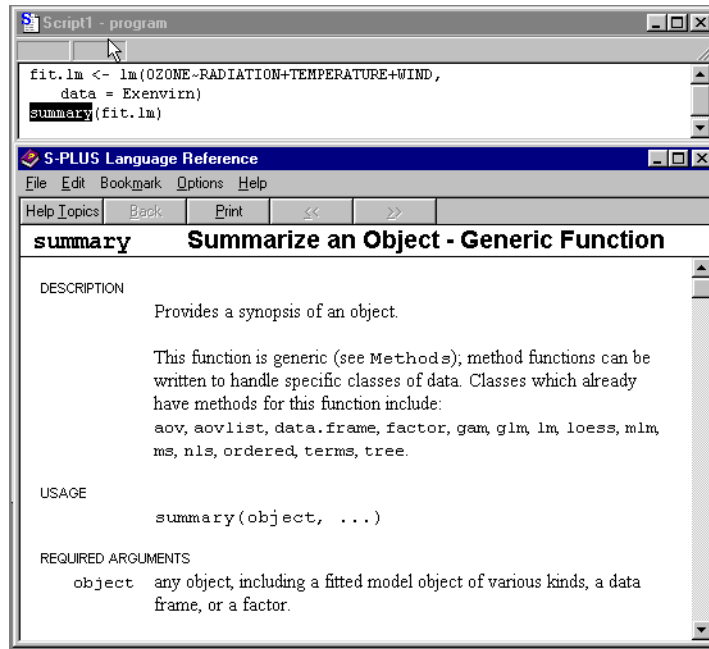 Script1 - program
fit.lm <- lm(OZONE~RADIATION+TEMPERATURE+WIND,
data = Exenvirn)
summary(fit.lm)
S-PLUS Language Reference
File Edit Bookmark Options Help
Help Topics Back Print << >>
summary Summarize an Object - Generic Function
DESCRIPTION
Provides a synopsis of an object.
This function is generic (see Methods); method functions can be
written to handle specific classes of data. Classes which already
have methods for this function include:
aov, aovlist, data.frame, factor, gam, glm, lm, loess, mlm,
ms, nls, ordered, terms, tree.
USAGE
summary(object, ...)
REQUIRED ARGUMENTS
object any object, including a fitted model object of various kinds, a data
frame, or a factor.